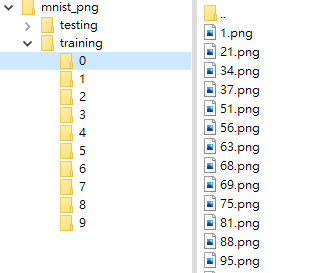 mnist_png
testing
training
0
1
2
3
4
5
6
7
8
9
..
1.png
21.png
34.png
37.png
51.png
56.png
63.png
68.png
69.png
75.png
81.png
88.png
95.png